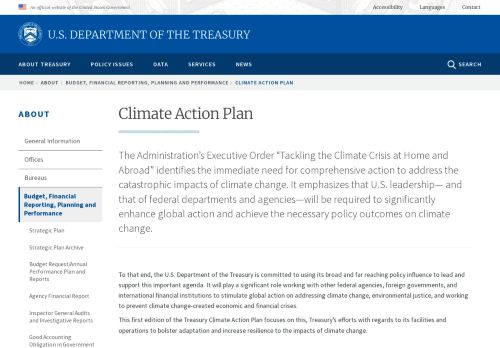 An official website of the United States Government
Accessibility Languages Contact
U.S. DEPARTMENT OF THE TREASURY
ABOUT TREASURY POLICY ISSUES DATA SERVICES NEWS SEARCH
HOME › ABOUT › BUDGET, FINANCIAL REPORTING, PLANNING AND PERFORMANCE › CLIMATE ACTION PLAN
ABOUT
General Information
Offices
Bureaus
Budget, Financial
Reporting, Planning and
Performance
Strategic Plan
Strategic Plan Archive
Budget Request/Annual
Performance Plan and
Reports
Agency Financial Report
Inspector General Audits
and Investigative Reports
Good Accounting
Obligation in Government
Climate Action Plan
The Administration's Executive Order “Tackling the Climate Crisis at Home and
Abroad” identifies the immediate need for comprehensive action to address the
catastrophic impacts of climate change. It emphasizes that U.S. leadership— and
that of federal departments and agencies—will be required to significantly
enhance global action and achieve the necessary policy outcomes on climate
change.
To that end, the U.S. Department of the Treasury is committed to using its broad and far reaching policy influence to lead and
support this important agenda. It will play a significant role working with other federal agencies, foreign governments, and
international financial institutions to stimulate global action on addressing climate change, environmental justice, and working
to prevent climate change-created economic and financial crises.
This first edition of the Treasury Climate Action Plan focuses on this, Treasury's efforts with regards to its facilities and
operations to bolster adaptation and increase resilience to the impacts of climate change.